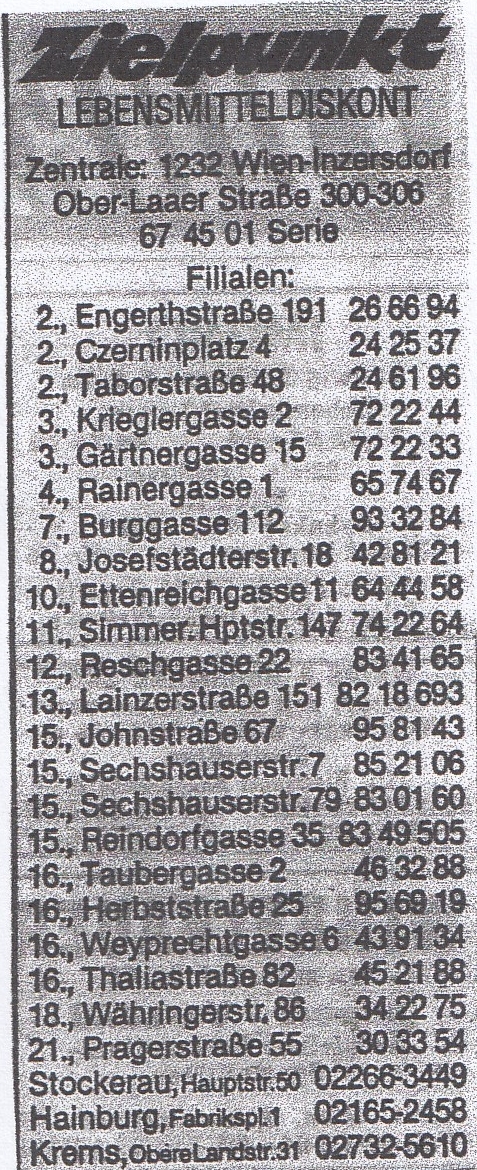 Zielpunkt
LEBENSMITTELDISKONT
Zentrale: 1232 Wien-Inzersdorf
Ober-Laaer Straße 300-306
67 45 01 Serie
Filialen:
2., Engerthstraße 191 26 66 94
2., Czerninplatz 4 24 25 37
2., Taborstraße 48 24 61 96
3., Krieglergasse 2 72 22 44
3., Gärtnergasse 15 72 22 33
4., Rainergasse 1 65 74 67
7., Burggasse 112 93 32 84
8., Josefstädterstr. 18 42 81 21
10., Ettenreichgasse 11 64 44 58
11., Simmer. Hptstr. 147 74 22 64
12., Reschgasse 22 83 41 65
13., Lainzerstraße 151 82 18 693
15., Johnstraße 67 95 81 43
15., Sechshauserstr. 7 85 21 06
15., Sechshauserstr. 79 83 01 60
15., Reindorfgasse 35 83 49 505
16., Taubergasse 2 46 32 88
16., Herbststraße 25 95 69 19
16., Weyprechtgasse 6 43 91 34
16., Thaliastraße 82 45 21 88
18., Währingerstr. 86 34 22 75
21., Pragerstraße 55 30 33 54
Stockerau, Hauptstr. 50 02266-3449
Hainburg, Fabrikspl. 1 02165-2458
Krems, Obere Landstr. 31 02732-5610